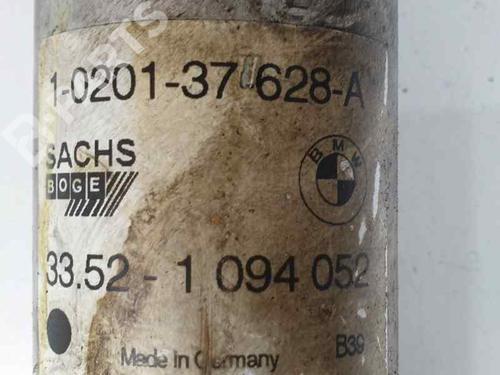 1-0201-37 628-A
SACHS
BOGE
BMW
33.52 - 1 094 052
Made In Germany
B39